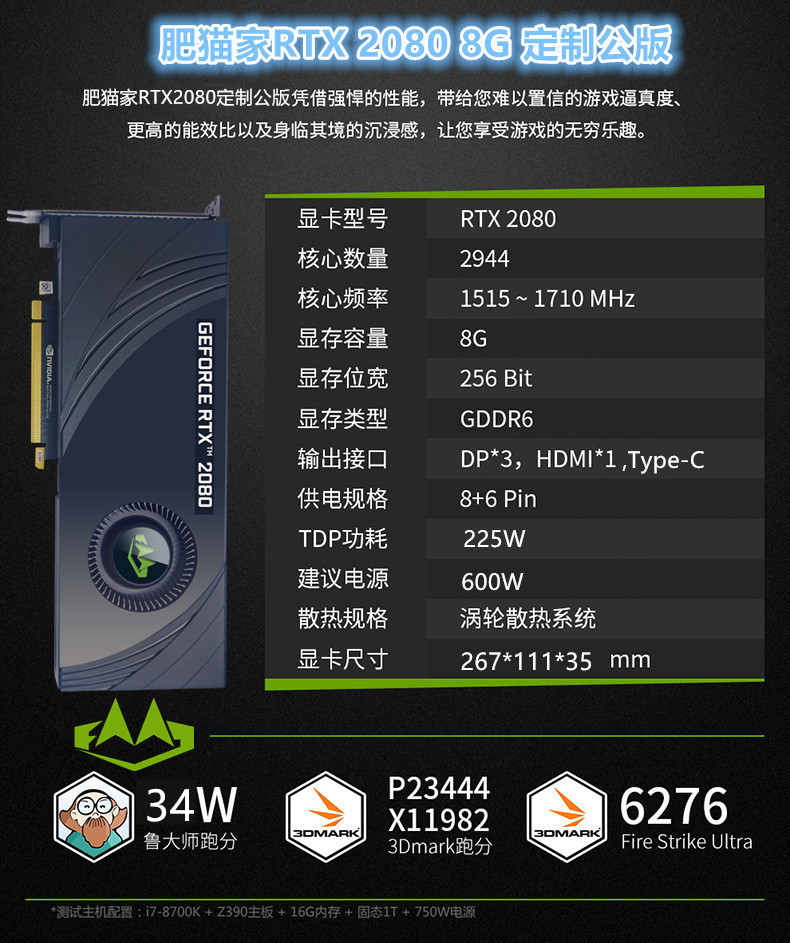 肥猫家RTX 2080 8G 定制公版
肥猫家RTX2080定制公版凭借强悍的性能，带给您难以置信的游戏逼真度、
更高的能效比以及身临其境的沉浸感，让您享受游戏的无穷乐趣。
显卡型号 RTX 2080
核心数量 2944
核心频率 1515 ~ 1710 MHz
显存容量 8G
显存位宽 256 Bit
显存类型 GDDR6
输出接口 DP*3，HDMI*1 ,Type-C
供电规格 8+6 Pin
TDP功耗 225W
建议电源 600W
散热规格 涡轮散热系统
显卡尺寸 267*111*35 mm
GEFORCE RTX™ 2080
NVIDIA
34W
鲁大师跑分
3DMARK
P23444
X11982
3Dmark跑分
3DMARK
6276
Fire Strike Ultra
*测试主机配置：i7-8700K + Z390主板 + 16G内存 + 固态1T + 750W电源